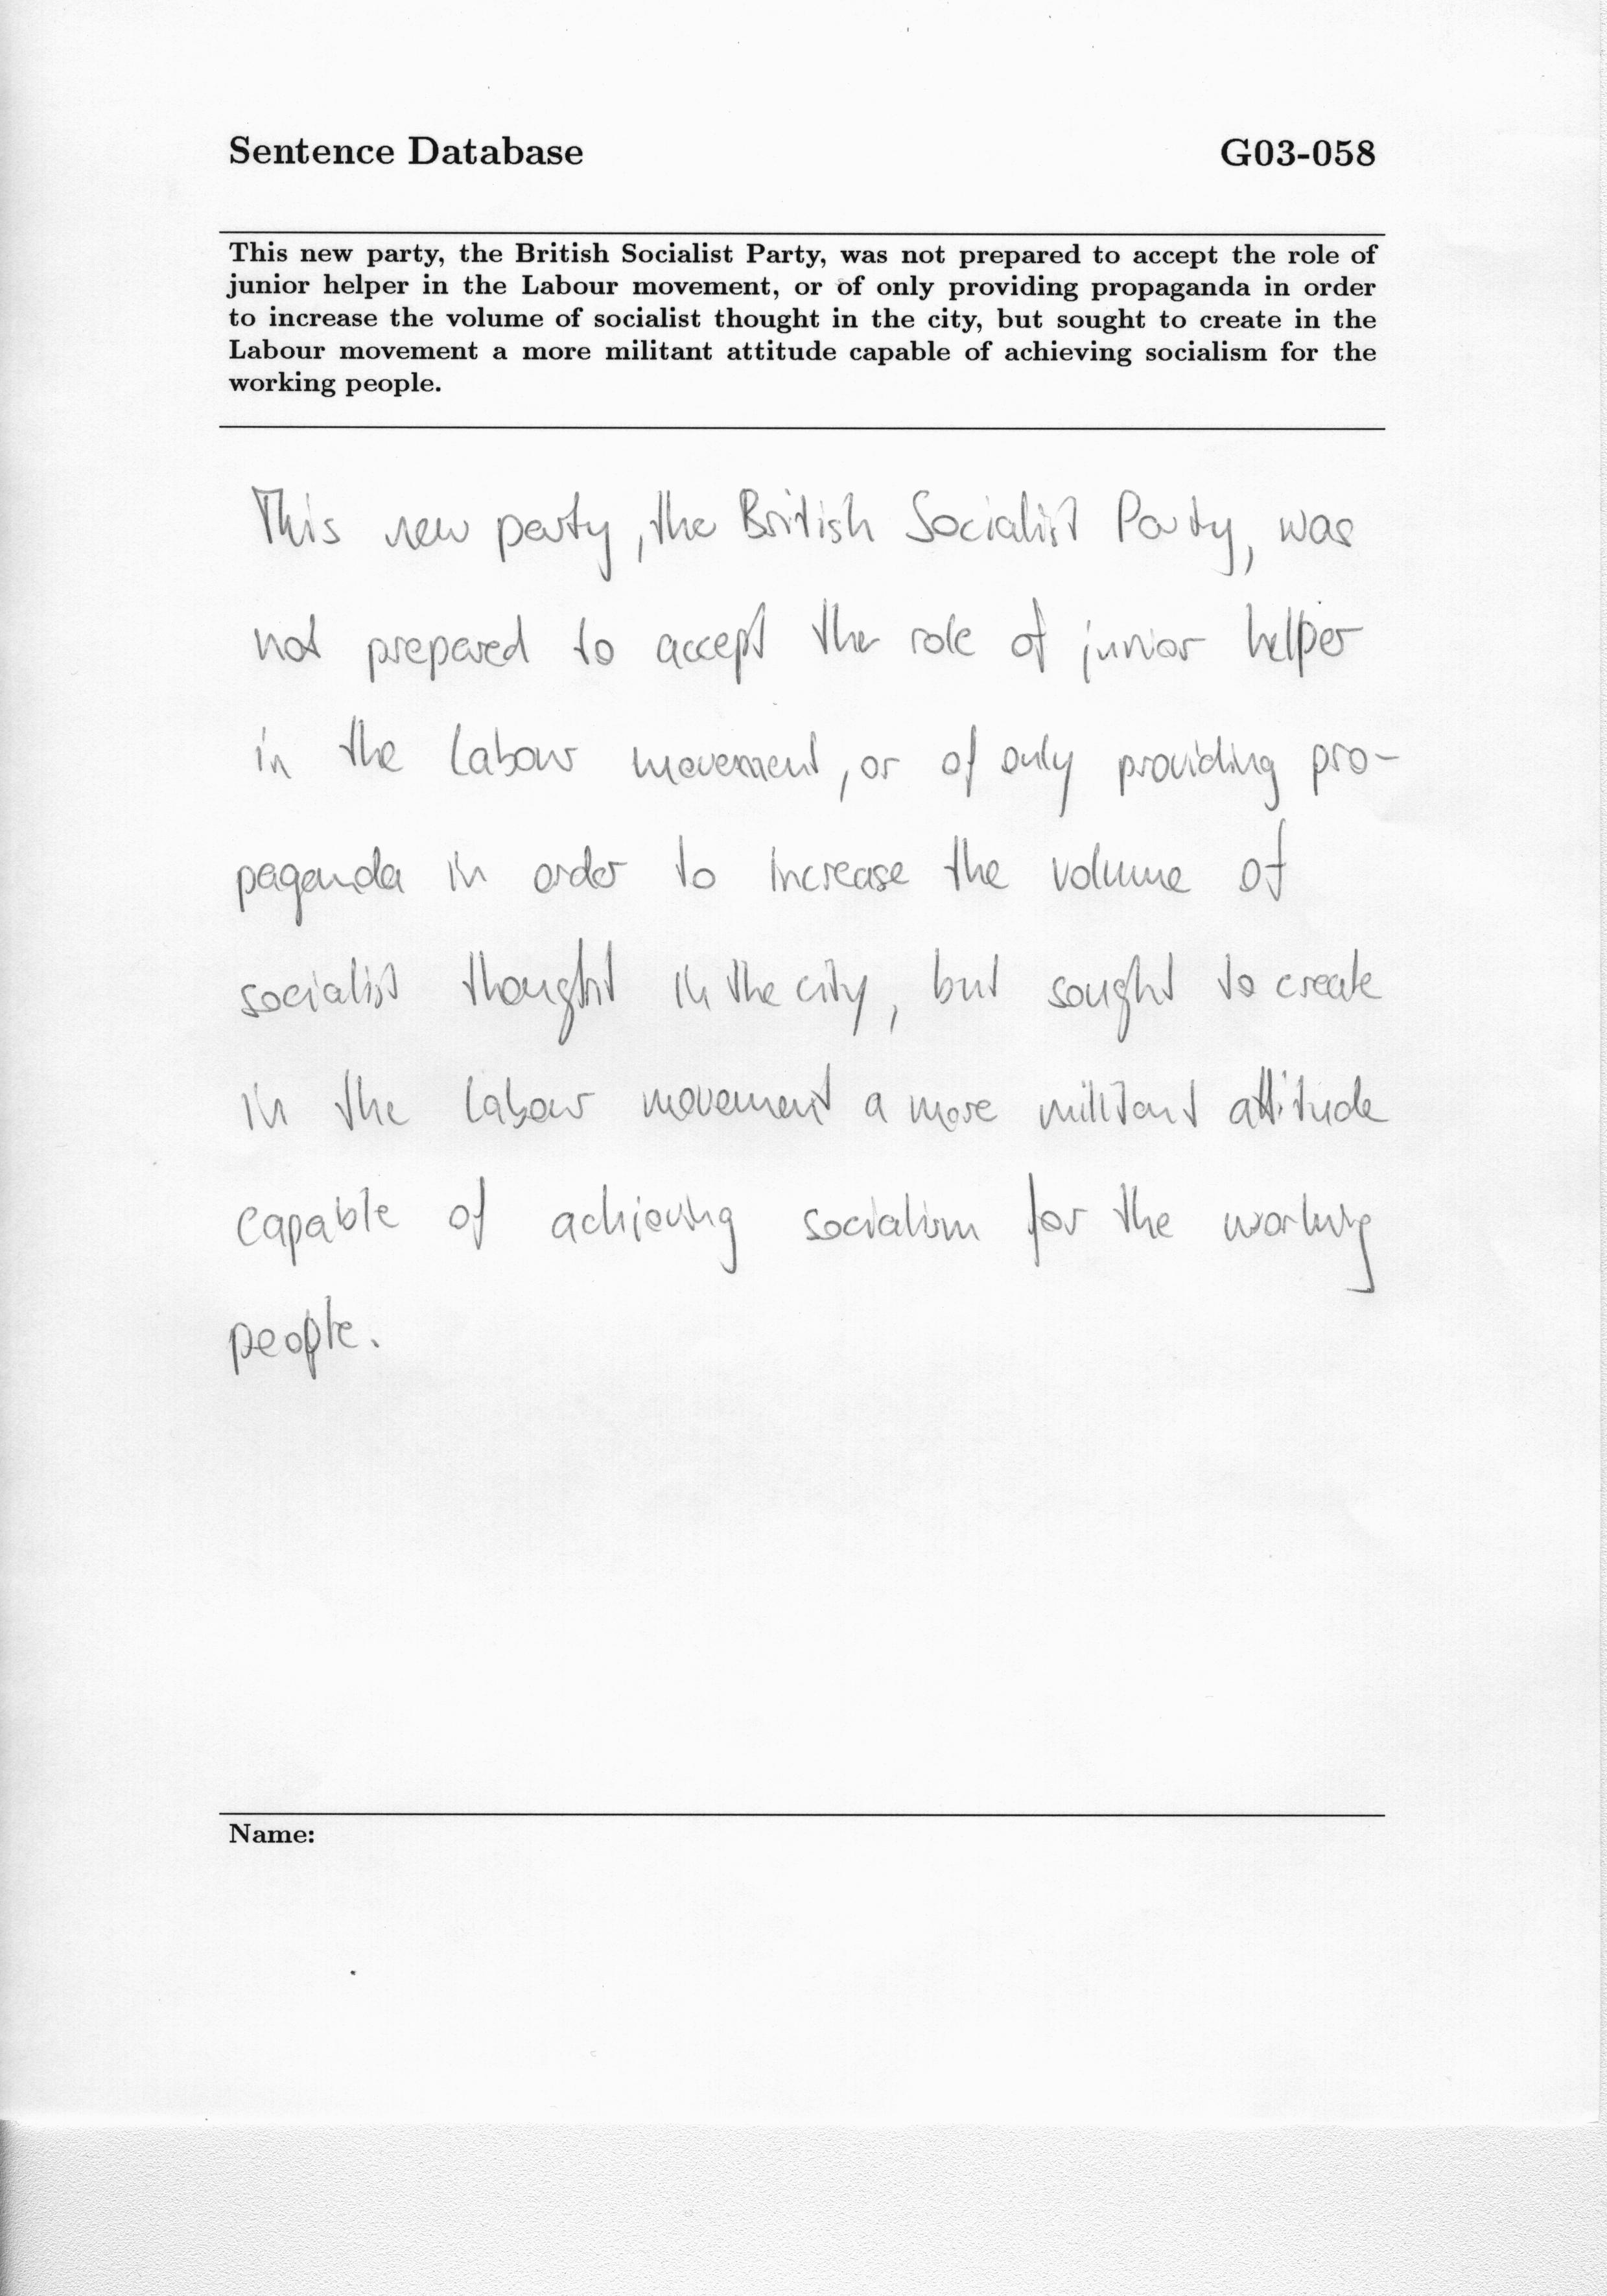 Sentence Database G03-058
This new party, the British Socialist Party, was not prepared to accept the role of
junior helper in the Labour movement, or of only providing propaganda in order
to increase the volume of socialist thought in the city, but sought to create in the
Labour movement a more militant attitude capable of achieving socialism for the
working people.
This new party, the British Socialist Party, was
not prepared to accept the role of junior helper
in the Labour movement, or of only providing pro-
paganda in order to increase the volume of
socialist thought in the city, but sought to create
in the Labour movement a more militant attitude
capable of achieving socialism for the working
people.
Name: